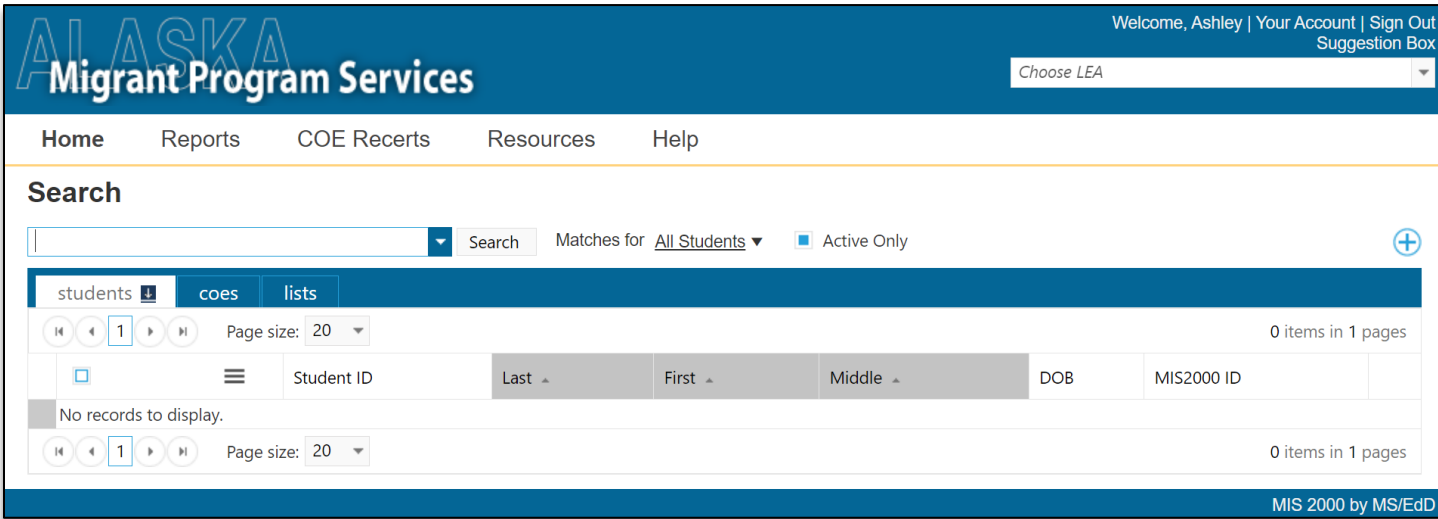 Welcome, Ashley | Your Account | Sign Out
Suggestion Box
ALASKA
Migrant Program Services
Choose LEA
Home Reports COE Recerts Resources Help
Search
Search Matches for All Students ▼ Active Only
students coes lists
1 Page size: 20 0 items in 1 pages
Student ID Last First Middle DOB MIS2000 ID
No records to display.
1 Page size: 20 0 items in 1 pages
MIS 2000 by MS/EdD